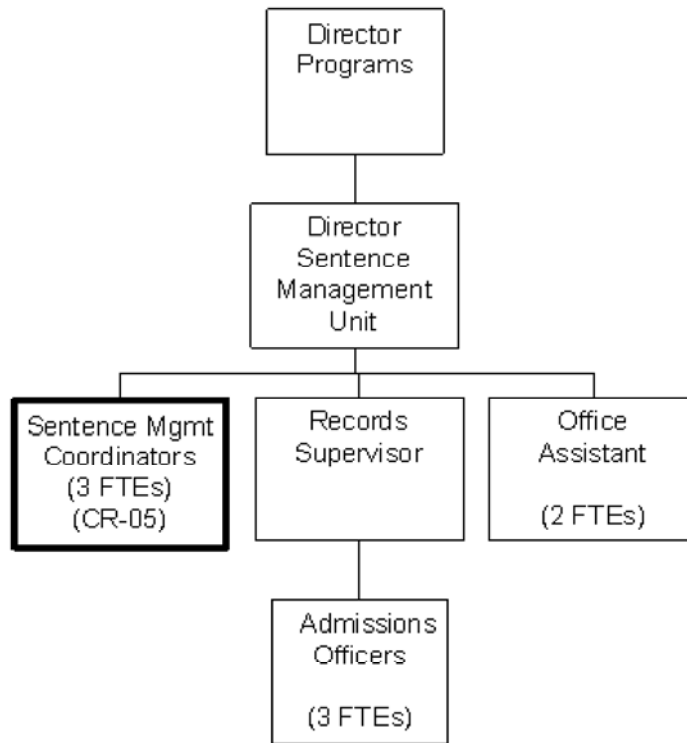 Director
Programs
Director
Sentence
Management
Unit
Sentence Mgmt
Coordinators
(3 FTEs)
(CR-05)
Records
Supervisor
Office
Assistant
(2 FTEs)
Admissions
Officers
(3 FTEs)